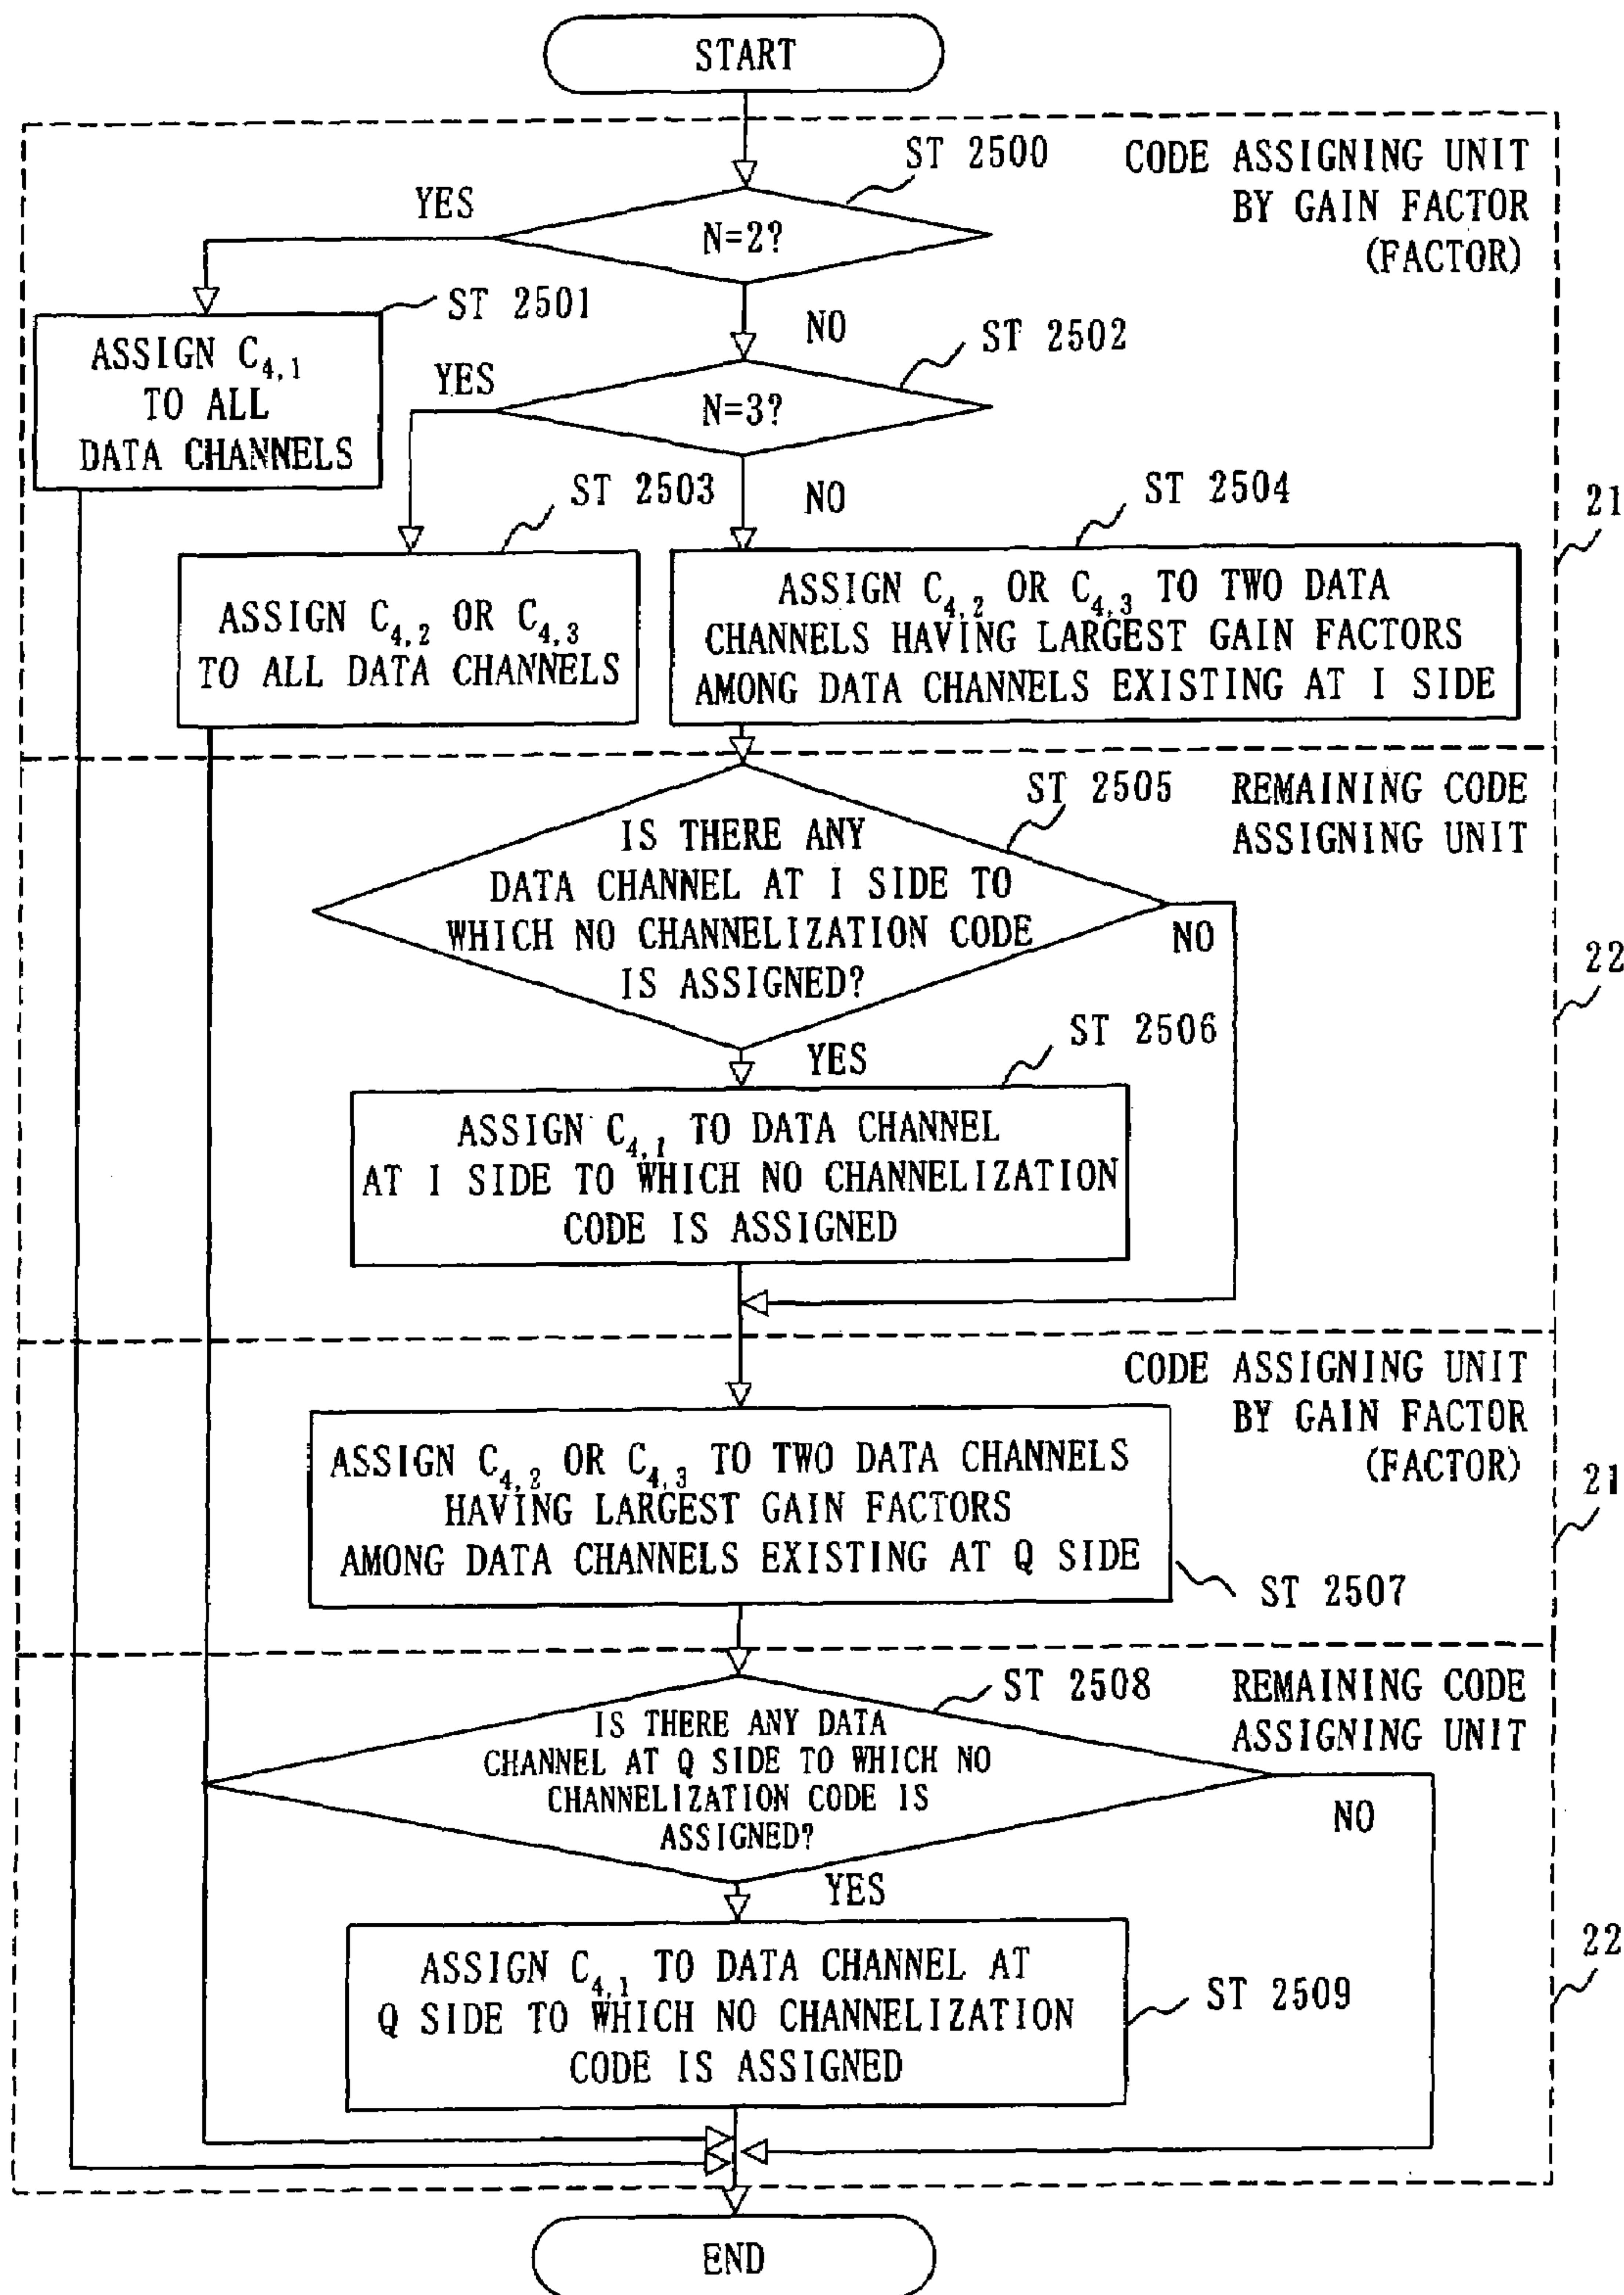 START
ST 2500
CODE ASSIGNING UNIT
BY GAIN FACTOR
(FACTOR)
YES
N=2?
ST 2501
NO
ST 2502
ASSIGN C4,1
TO ALL
DATA CHANNELS
YES
N=3?
ST 2503
NO
ST 2504
21
ASSIGN C4,2 OR C4,3
TO ALL DATA CHANNELS
ASSIGN C4,2 OR C4,3 TO TWO DATA
CHANNELS HAVING LARGEST GAIN FACTORS
AMONG DATA CHANNELS EXISTING AT I SIDE
ST 2505
REMAINING CODE
ASSIGNING UNIT
IS THERE ANY
DATA CHANNEL AT I SIDE TO
WHICH NO CHANNELIZATION CODE
IS ASSIGNED?
NO
22
YES
ST 2506
ASSIGN C4,1 TO DATA CHANNEL
AT I SIDE TO WHICH NO CHANNELIZATION
CODE IS ASSIGNED
CODE ASSIGNING UNIT
BY GAIN FACTOR
(FACTOR)
21
ASSIGN C4,2 OR C4,3 TO TWO DATA CHANNELS
HAVING LARGEST GAIN FACTORS
AMONG DATA CHANNELS EXISTING AT Q SIDE
ST 2507
ST 2508
REMAINING CODE
ASSIGNING UNIT
IS THERE ANY DATA
CHANNEL AT Q SIDE TO WHICH NO
CHANNELIZATION CODE IS
ASSIGNED?
NO
YES
22
ASSIGN C4,1 TO DATA CHANNEL AT
Q SIDE TO WHICH NO CHANNELIZATION
CODE IS ASSIGNED
ST 2509
END